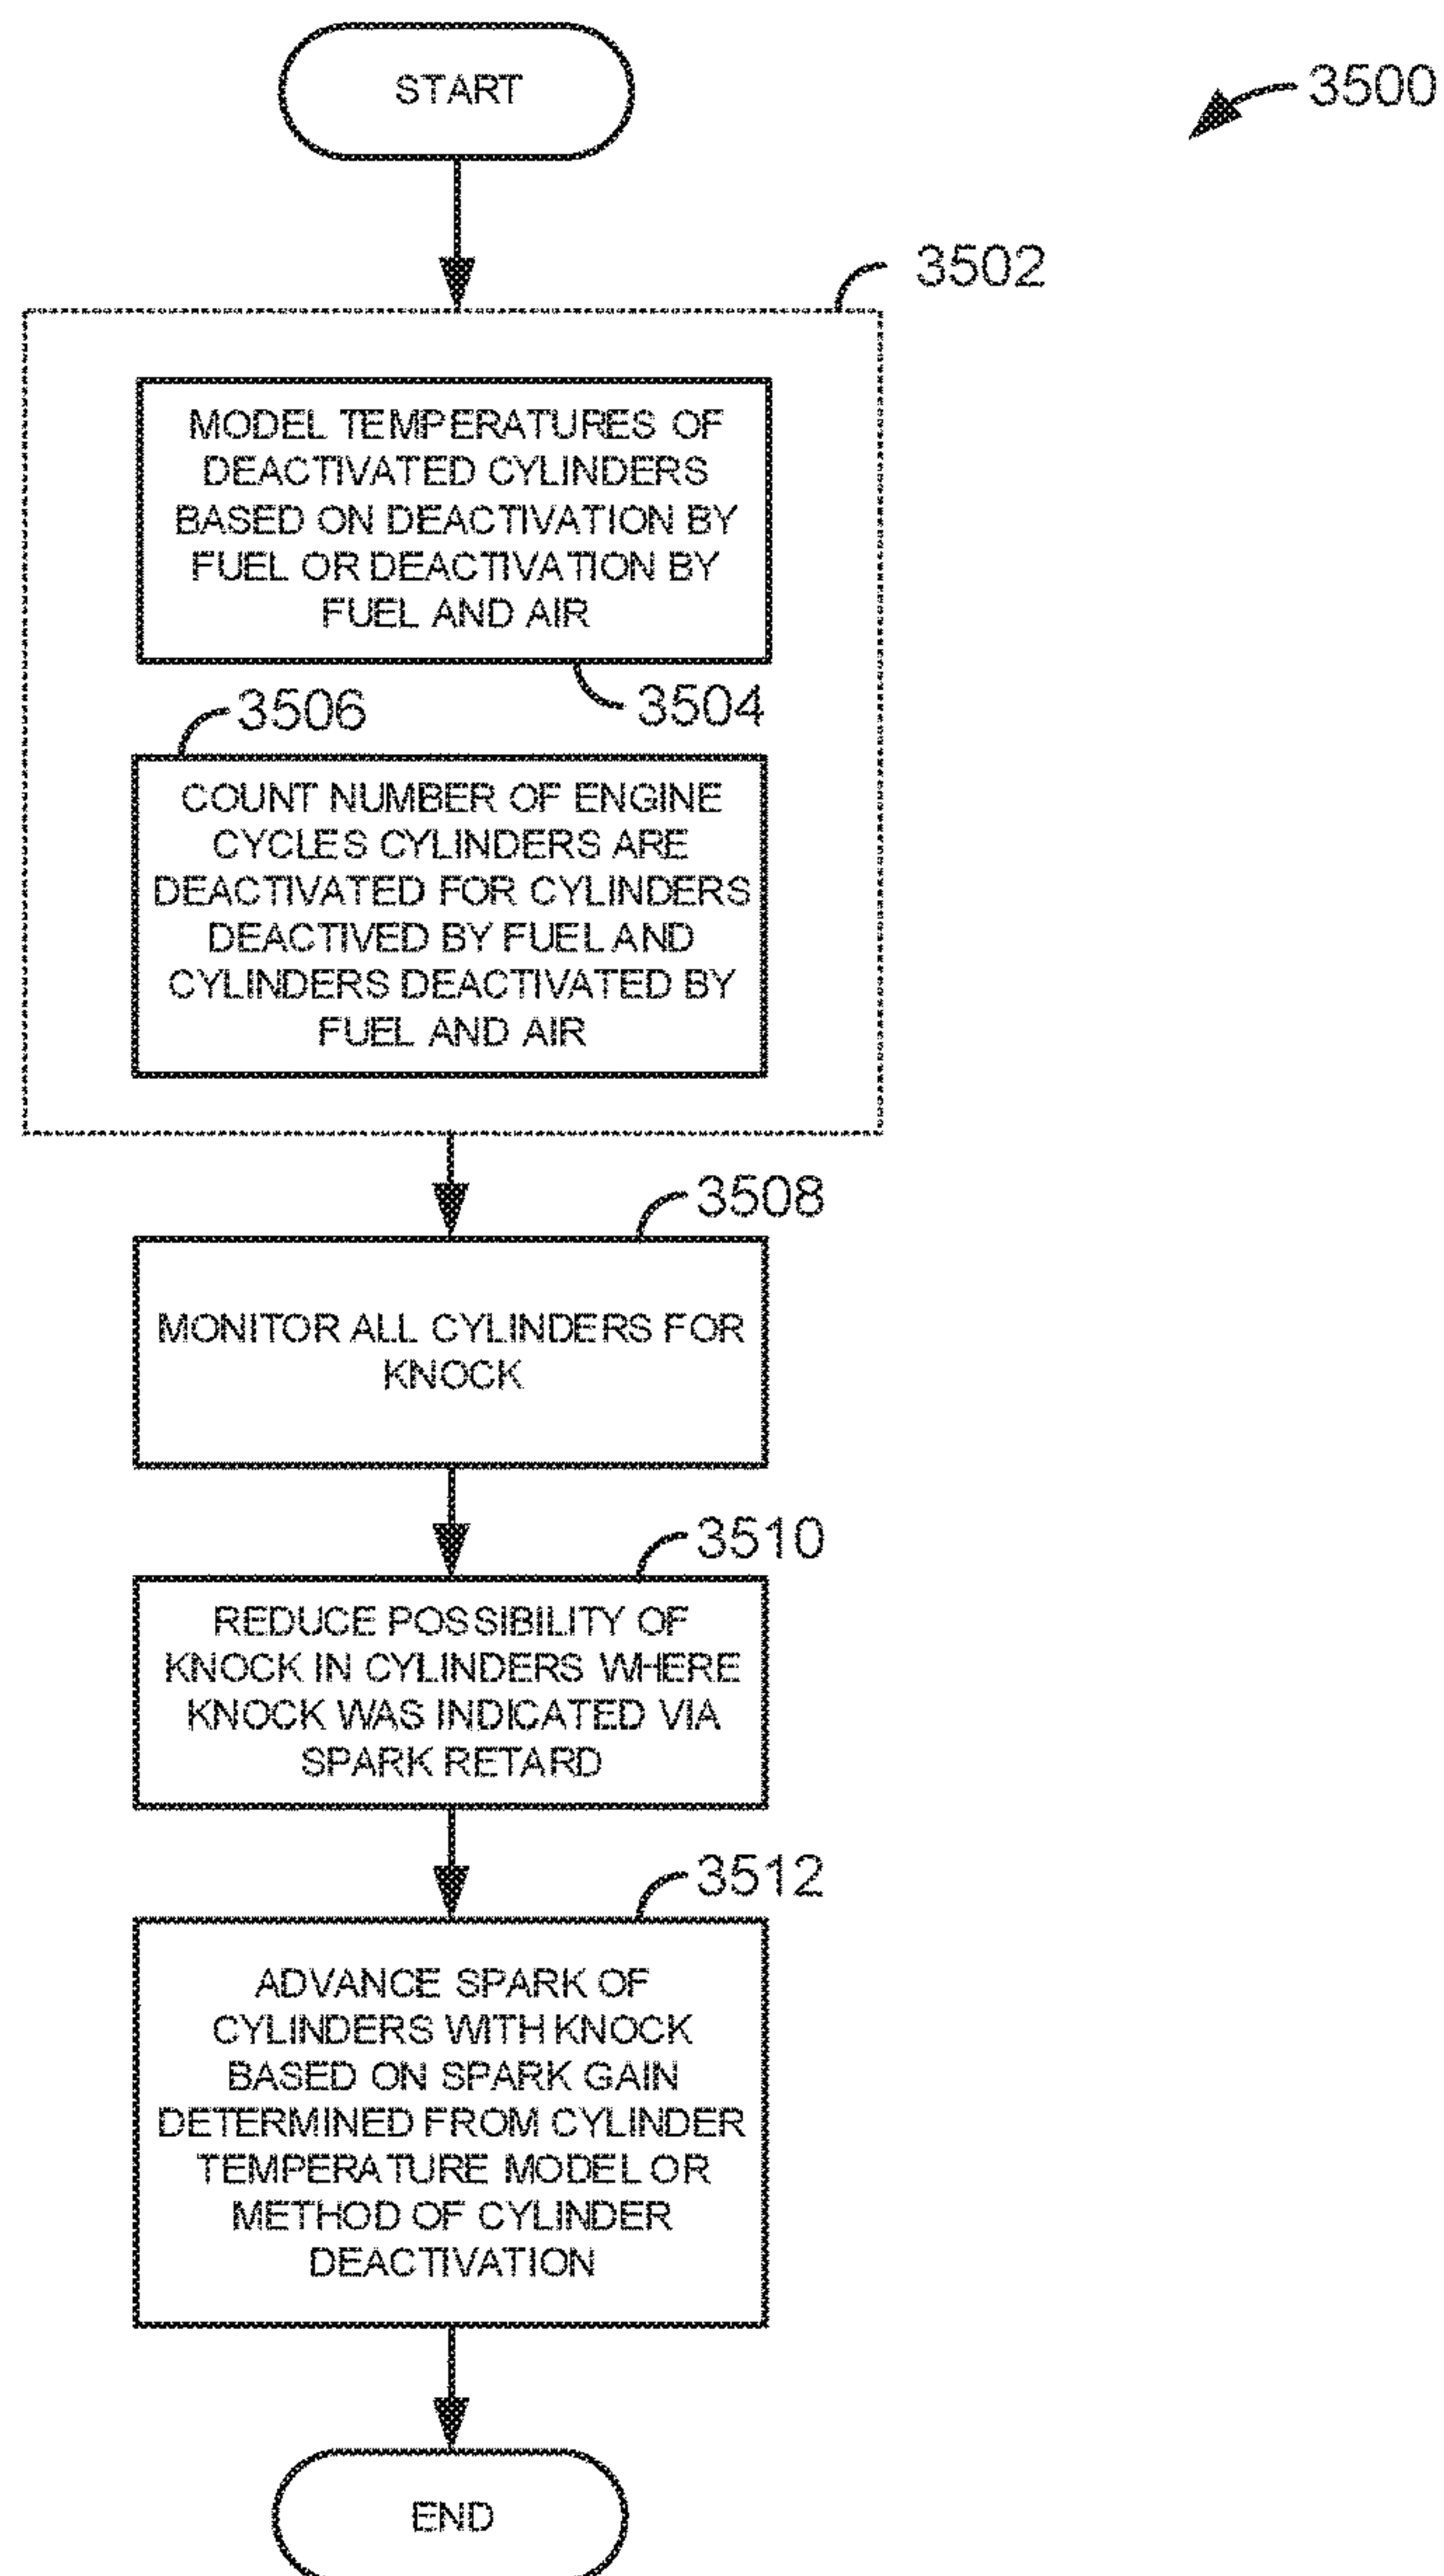 START
3500
3502
MODEL TEMPERATURES OF
DEACTIVATED CYLINDERS
BASED ON DEACTIVATION BY
FUEL OR DEACTIVATION BY
FUEL AND AIR
3504
3506
COUNT NUMBER OF ENGINE
CYCLES CYLINDERS ARE
DEACTIVATED FOR CYLINDERS
DEACTIVED BY FUEL AND
CYLINDERS DEACTIVATED BY
FUEL AND AIR
3508
MONITOR ALL CYLINDERS FOR
KNOCK
3510
REDUCE POSSIBILITY OF
KNOCK IN CYLINDERS WHERE
KNOCK WAS INDICATED VIA
SPARK RETARD
3512
ADVANCE SPARK OF
CYLINDERS WITH KNOCK
BASED ON SPARK GAIN
DETERMINED FROM CYLINDER
TEMPERATURE MODEL OR
METHOD OF CYLINDER
DEACTIVATION
END